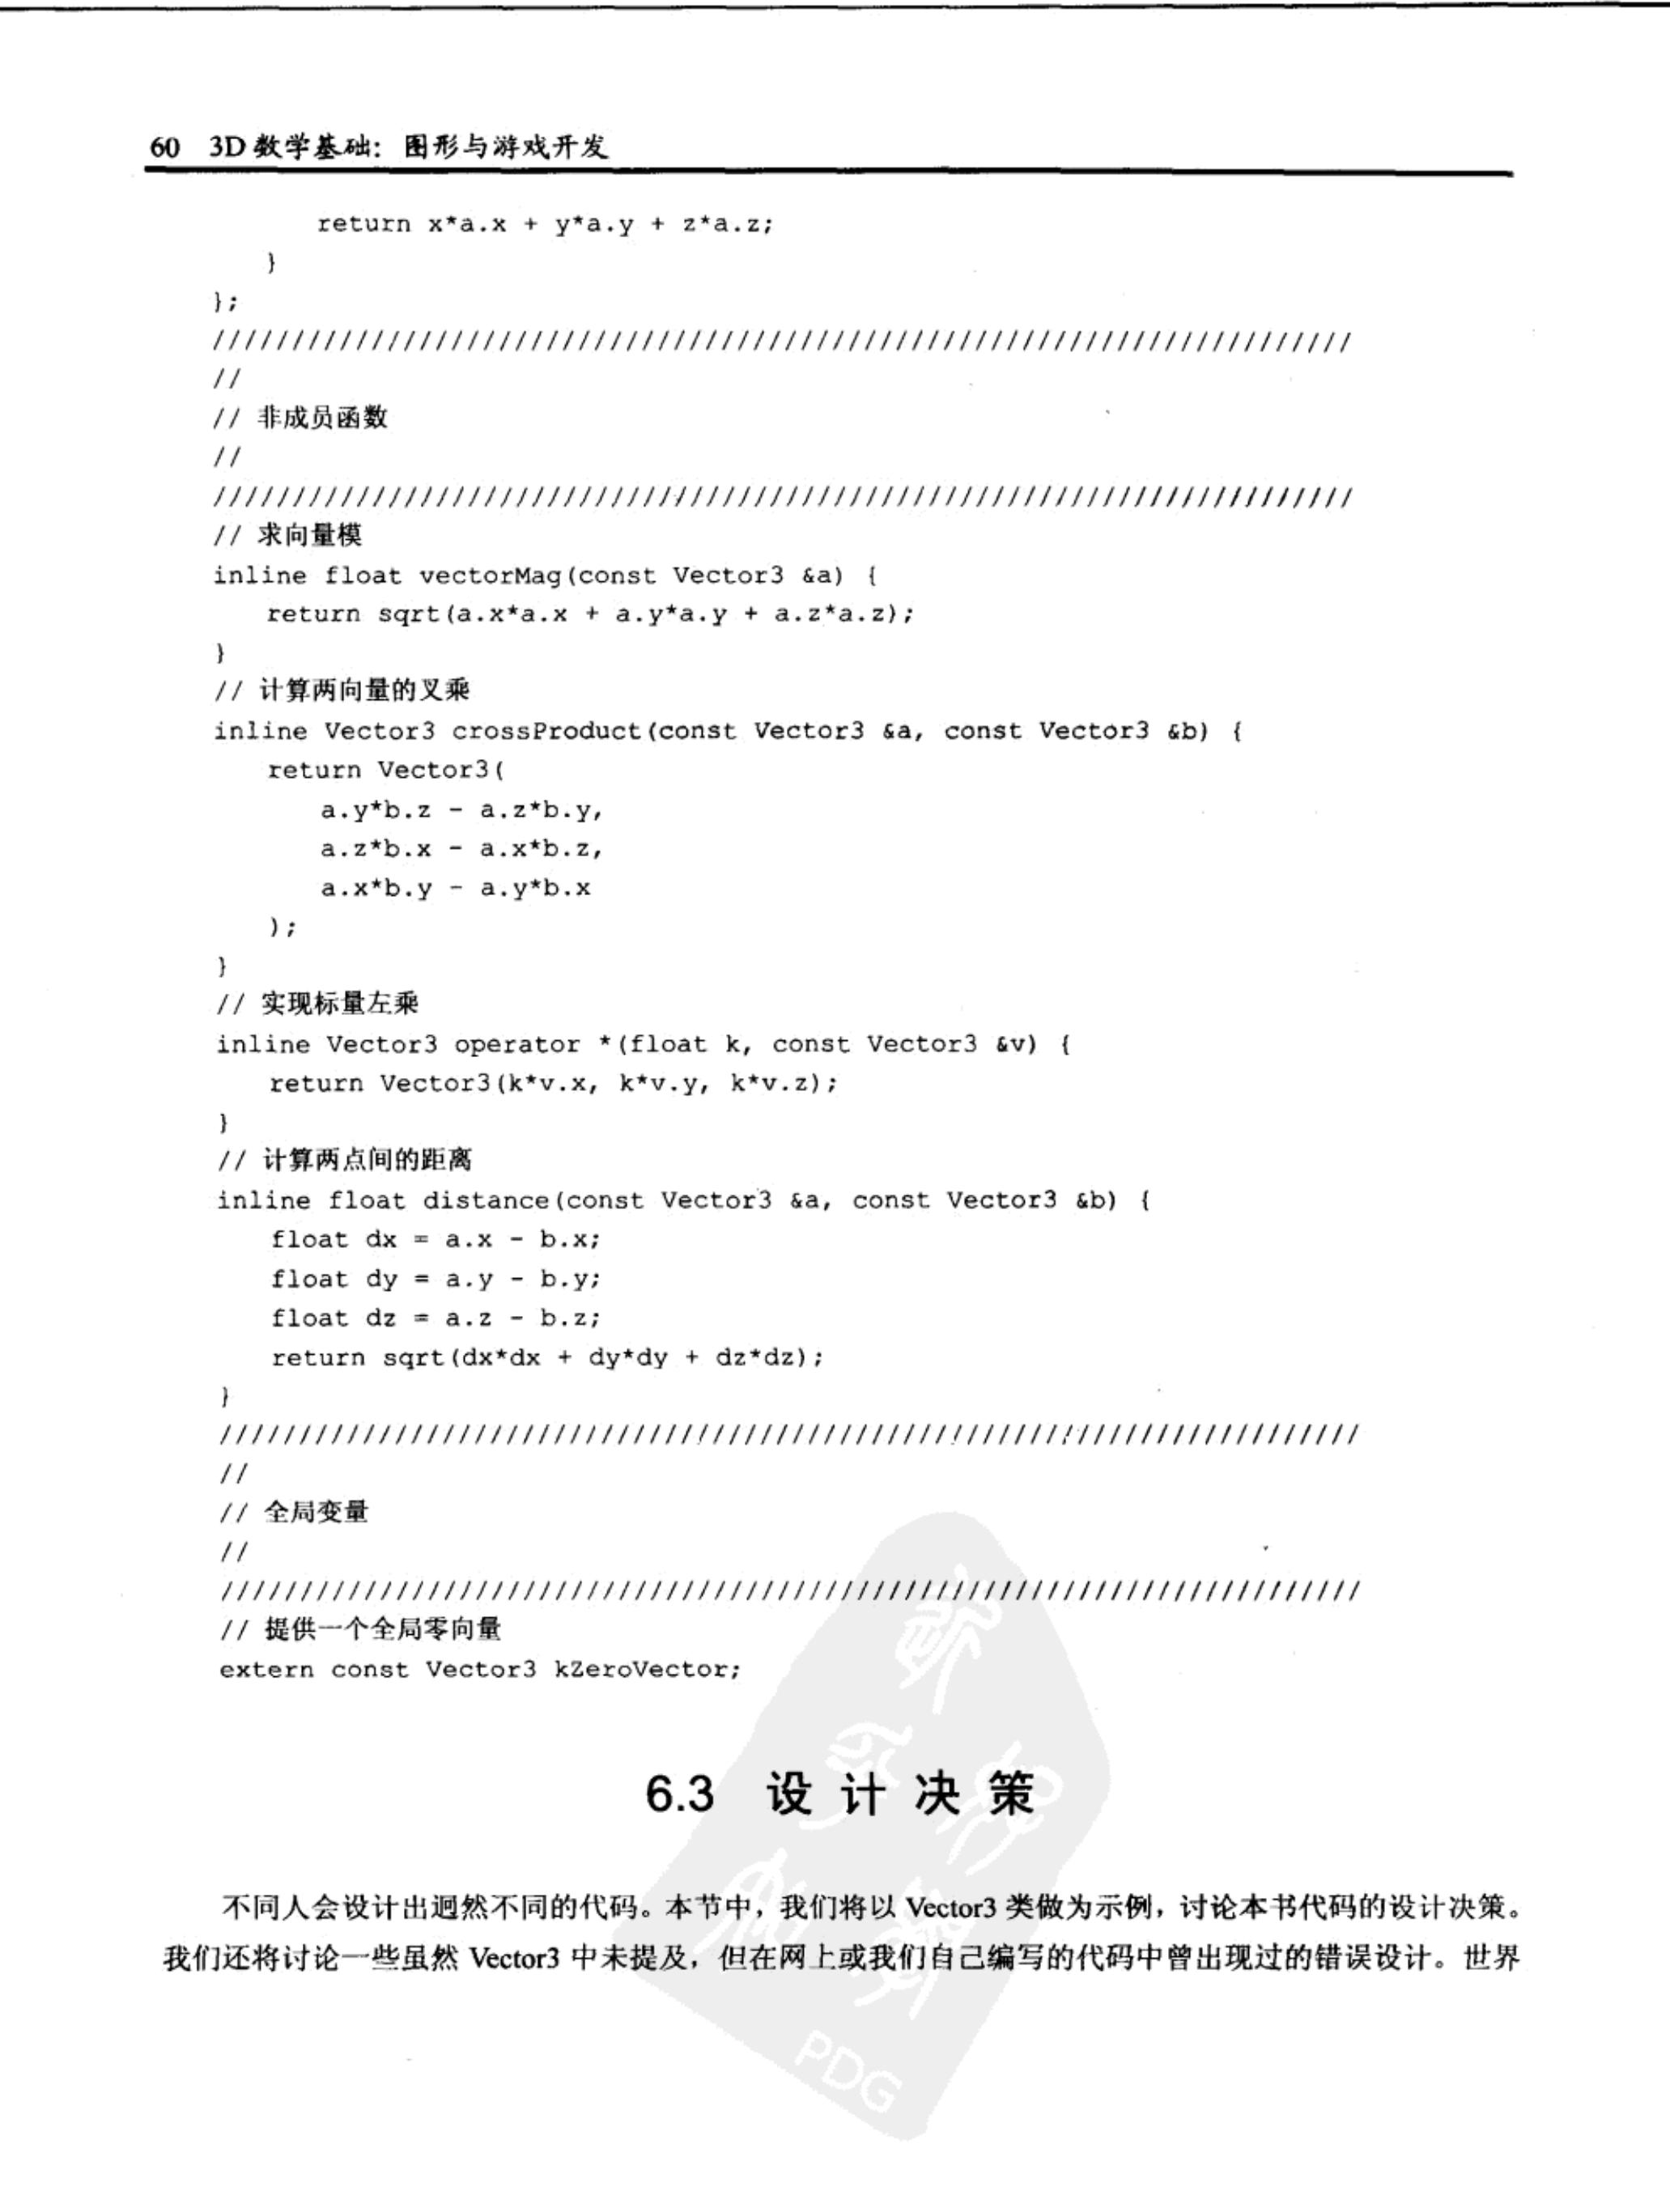 60 3D数学基础：图形与游戏开发
return x*a.x + y*a.y + z*a.z;
}
};
///////////////////////////////////////////////////////////////////////
//
// 非成员函数
//
///////////////////////////////////////////////////////////////////////
// 求向量模
inline float vectorMag(const Vector3 &a) {
return sqrt(a.x*a.x + a.y*a.y + a.z*a.z);
}
// 计算两向量的叉乘
inline Vector3 crossProduct(const Vector3 &a, const Vector3 &b) {
return Vector3(
a.y*b.z - a.z*b.y,
a.z*b.x - a.x*b.z,
a.x*b.y - a.y*b.x
);
}
// 实现标量左乘
inline Vector3 operator *(float k, const Vector3 &v) {
return Vector3(k*v.x, k*v.y, k*v.z);
}
// 计算两点间的距离
inline float distance(const Vector3 &a, const Vector3 &b) {
float dx = a.x - b.x;
float dy = a.y - b.y;
float dz = a.z - b.z;
return sqrt(dx*dx + dy*dy + dz*dz);
}
///////////////////////////////////////////////////////////////////////
//
// 全局变量
//
///////////////////////////////////////////////////////////////////////
// 提供一个全局零向量
extern const Vector3 kZeroVector;
6.3 设计决策
不同人会设计出迥然不同的代码。本节中，我们将以 Vector3 类做为示例，讨论本书代码的设计决策。
我们还将讨论一些虽然 Vector3 中未提及，但在网上或我们自己编写的代码中曾出现过的错误设计。世界
PDG